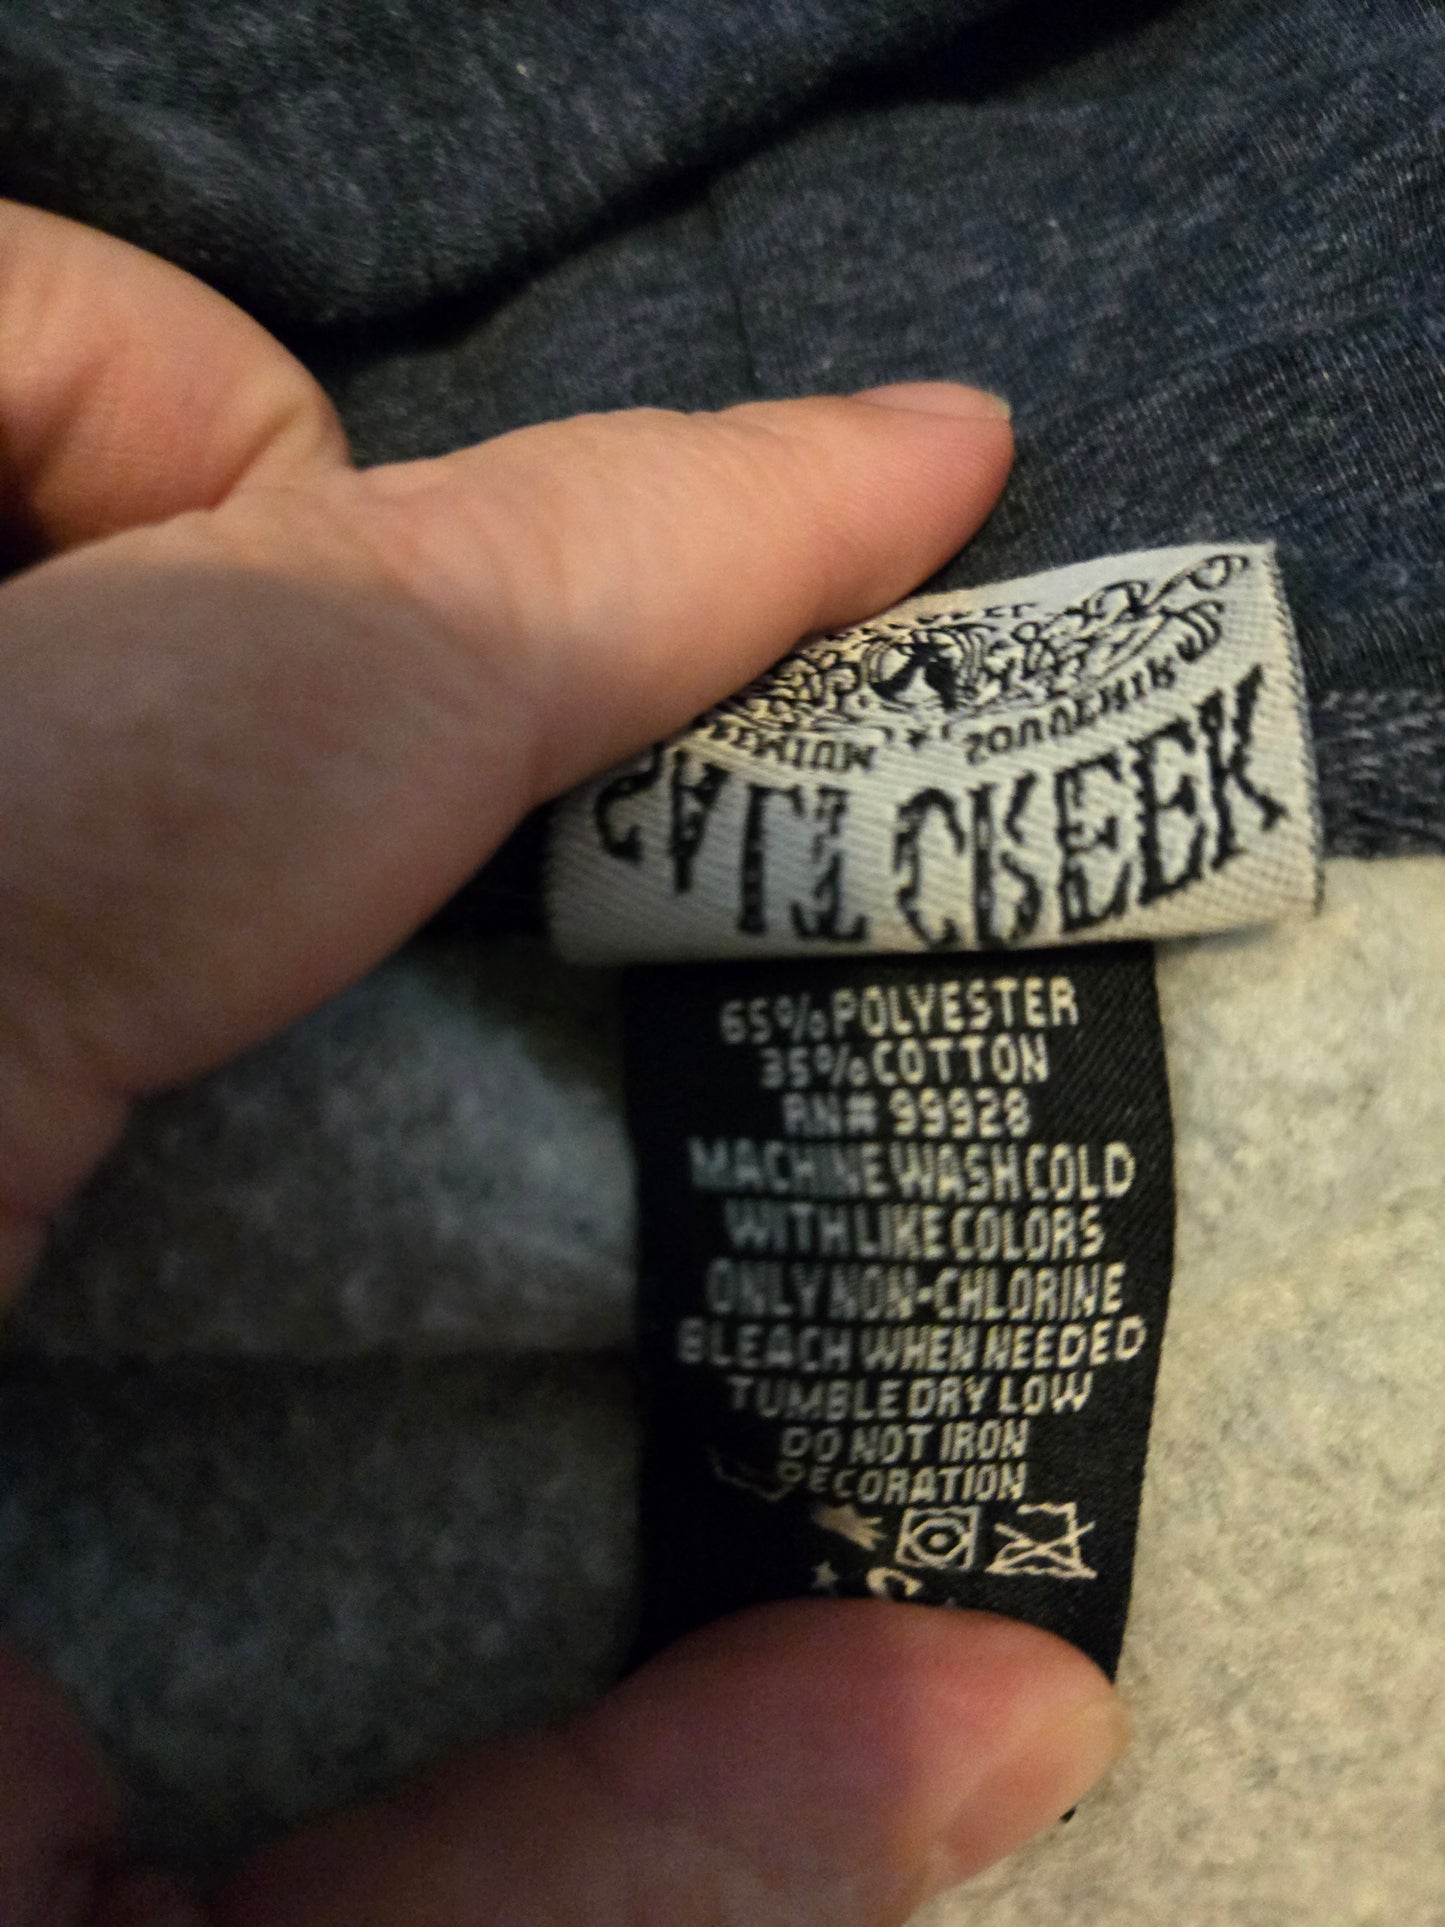 SALT CREEK
SOUVENIR
65% POLYESTER
35% COTTON
RN# 99928
MACHINE WASH COLD
WITH LIKE COLORS
ONLY NON-CHLORINE
BLEACH WHEN NEEDED
TUMBLE DRY LOW
DO NOT IRON
DECORATION